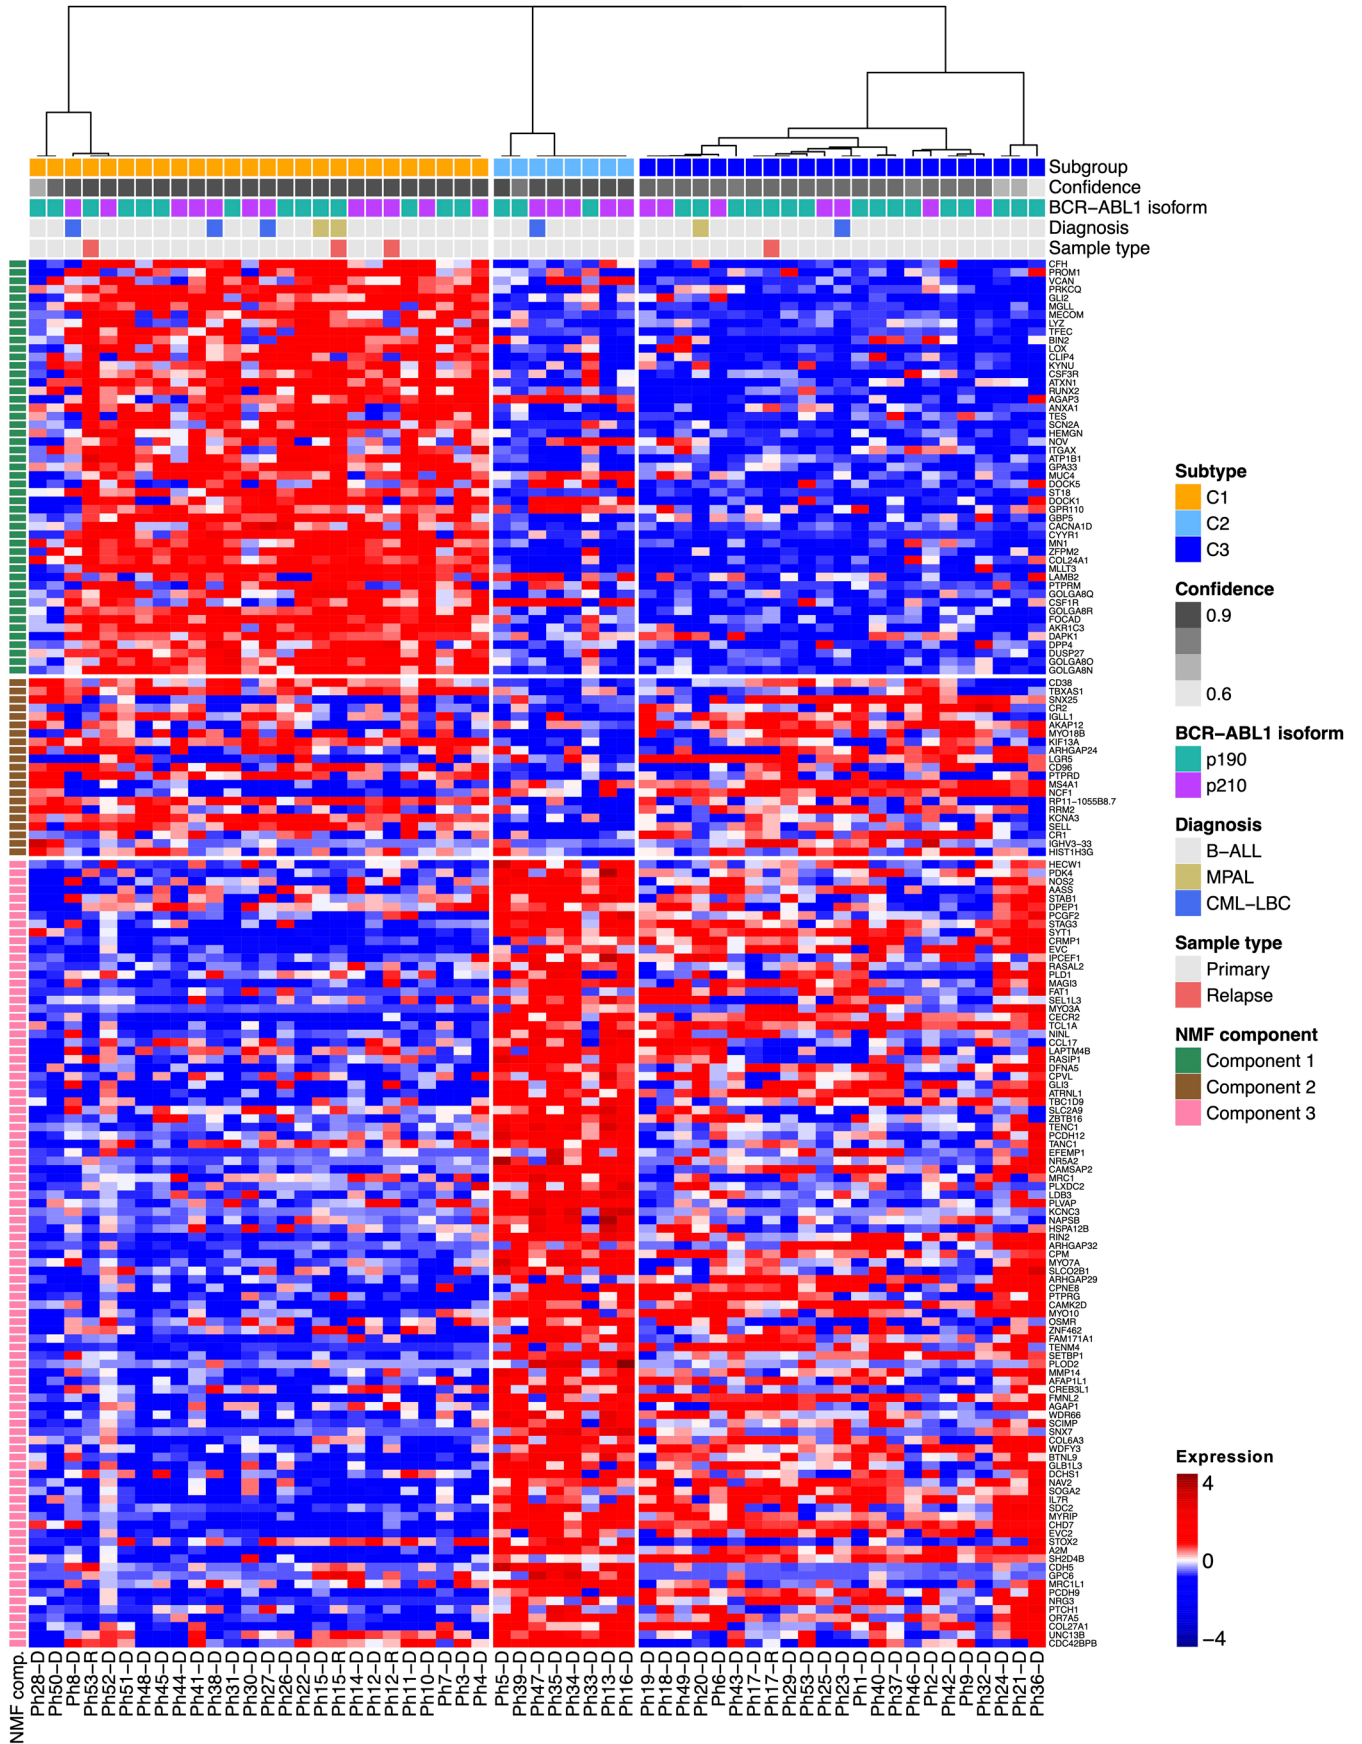 Subgroup
Confidence
BCR−ABL1 isoform
Diagnosis
Sample type
CFH
PROM1
VCAN
PRKCQ
GLI2
MGLL
MECOM
LYZ
TFEC
BIN2
LOX
CLIP4
KYNU
CSF3R
ATXN1
RUNX2
AGAP3
ANXA1
TES
SCN2A
HEMGN
NOV
ITGAX
ATP1B1
GPA33
MUC4
DOCK5
ST18
DOCK1
GPR110
GBP5
CACNA1D
CYYR1
MN1
ZFPM2
COL24A1
MLLT3
LAMB2
PTPRM
GOLGA8Q
CSF1R
GOLGA8R
FOCAD
AKR1C3
DAPK1
DPP4
DUSP27
GOLGA8O
GOLGA8N
CD38
TBXAS1
SNX25
CR2
IGLL1
AKAP12
MYO18B
KIF13A
ARHGAP24
LGR5
CD96
PTPRD
MS4A1
NCF1
RP11−1055B8.7
RRM2
KCNA3
SELL
CR1
IGHV3−33
HIST1H3G
HECW1
PDK4
NOS2
AASS
STAB1
DPEP1
PCGF2
STAG3
SYT1
CRMP1
EVC
IPCEF1
RASAL2
PLD1
MAGI3
FAT1
SEL1L3
MYO3A
CECR2
TCL1A
NINL
CCL17
LAPTM4B
RASIP1
DFNA5
CPVL
GLI3
ATRNL1
TBC1D9
SLC2A9
ZBTB16
TENC1
PCDH12
TANC1
EFEMP1
NR5A2
CAMSAP2
MRC1
PLXDC2
LDB3
PLVAP
KCNC3
NAPSB
HSPA12B
RIN2
ARHGAP32
CPM
MYO7A
SLCO2B1
ARHGAP29
CPNE8
PTPRG
CAMK2D
MYO10
OSMR
ZNF462
FAM171A1
TENM4
SETBP1
PLOD2
MMP14
AFAP1L1
CREB3L1
FMNL2
AGAP1
WDR66
SCIMP
SNX7
COL6A3
WDFY3
BTNL9
GLB1L3
DCHS1
NAV2
SOGA2
IL7R
SDC2
MYRIP
CHD7
EVC2
STOX2
A2M
SH2D4B
CDH5
GPC6
MRC1L1
PCDH9
NRG3
PTCH1
OR7A5
COL27A1
UNC13B
CDC42BPB
NMF comp.
Ph28−D
Ph50−D
Ph8−D
Ph53−R
Ph52−D
Ph51−D
Ph48−D
Ph45−D
Ph44−D
Ph41−D
Ph38−D
Ph31−D
Ph30−D
Ph27−D
Ph26−D
Ph22−D
Ph15−D
Ph15−R
Ph14−D
Ph12−D
Ph12−R
Ph11−D
Ph10−D
Ph7−D
Ph3−D
Ph4−D
Ph5−D
Ph39−D
Ph47−D
Ph35−D
Ph34−D
Ph33−D
Ph13−D
Ph16−D
Ph19−D
Ph18−D
Ph49−D
Ph20−D
Ph6−D
Ph43−D
Ph17−D
Ph17−R
Ph29−D
Ph53−D
Ph25−D
Ph23−D
Ph1−D
Ph40−D
Ph37−D
Ph46−D
Ph2−D
Ph42−D
Ph9−D
Ph32−D
Ph24−D
Ph21−D
Ph36−D
Subtype
C1
C2
C3
Confidence
0.9
0.6
BCR−ABL1 isoform
p190
p210
Diagnosis
B−ALL
MPAL
CML−LBC
Sample type
Primary
Relapse
NMF component
Component 1
Component 2
Component 3
Expression
4
0
−4